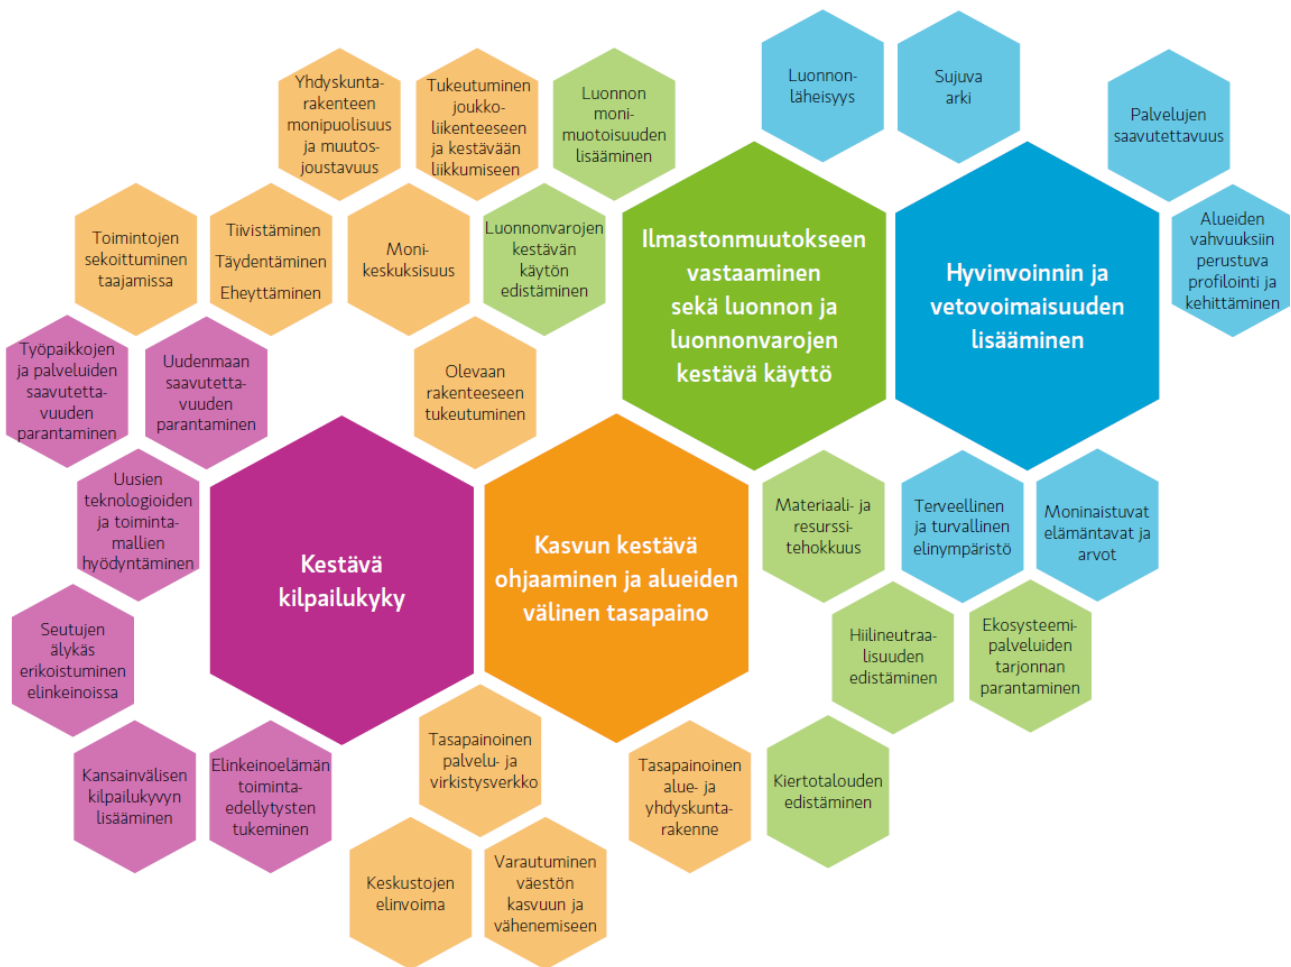 Yhdyskunta-
rakenteen
monipuolisuus
ja muutos-
joustavuus
Tukeutuminen
joukko-
liikenteeseen
ja kestävään
liikkumiseen
Luonnon
moni-
muotoisuuden
lisääminen
Luonnon-
läheisyys
Sujuva
arki
Palvelujen
saavutettavuus
Toimintojen
sekoittuminen
taajamissa
Tiivistäminen
Täydentäminen
Eheyttäminen
Moni-
keskuksisuus
Luonnonvarojen
kestävän
käytön
edistäminen
Ilmastonmuutokseen
vastaaminen
sekä luonnon ja
luonnonvarojen
kestävä käyttö
Hyvinvoinnin ja
vetovoimaisuuden
lisääminen
Alueiden
vahvuuksiin
perustuva
profilointi ja
kehittäminen
Työpaikkojen
ja palveluiden
saavutetta-
vuuden
parantaminen
Uudenmaan
saavutetta-
vuuden
parantaminen
Olevaan
rakenteeseen
tukeutuminen
Uusien
teknologioiden
ja toiminta-
mallien
hyödyntäminen
Kestävä
kilpailukyky
Kasvun kestävä
ohjaaminen ja alueiden
välinen tasapaino
Materiaali- ja
resurssi-
tehokkuus
Terveellinen
ja turvallinen
elinympäristö
Moninaistuvat
elämäntavat ja
arvot
Seutujen
älykäs
erikoistuminen
elinkeinoissa
Hiilineutraa-
lisuuden
edistäminen
Ekosysteemi-
palveluiden
tarjonnan
parantaminen
Kansainvälisen
kilpailukyvyn
lisääminen
Elinkeinoelämän
toiminta-
edellytysten
tukeminen
Tasapainoinen
palvelu- ja
virkistysverkko
Tasapainoinen
alue- ja
yhdyskunta-
rakenne
Kiertotalouden
edistäminen
Keskustojen
elinvoima
Varautuminen
väestön
kasvuun ja
vähenemiseen